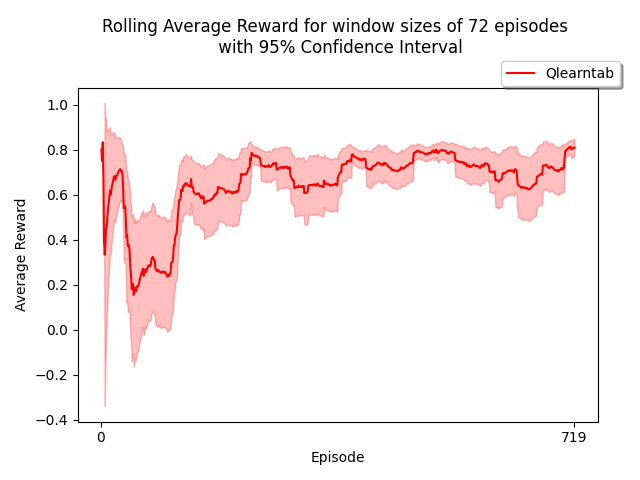 Rolling Average Reward for window sizes of 72 episodes
with 95% Confidence Interval
Qlearntab
1.0
0.8
0.6
0.4
0.2
0.0
−0.2
−0.4
Average Reward
0
719
Episode